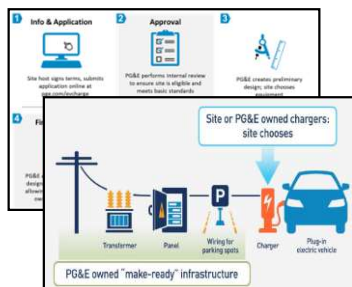 1
Info & Application
Site host signs terms, submits
application online at
pge.com/evcharge
2
Approval
PG&E performs internal review
to ensure site is eligible and
meets basic standards
3
PG&E creates preliminary
design; site chooses
equipment
4
Site or PG&E owned chargers:
site chooses
P
Transformer
Panel
Wiring for
parking spots
Charger
Plug-in
electric vehicle
PG&E owned "make-ready" infrastructure